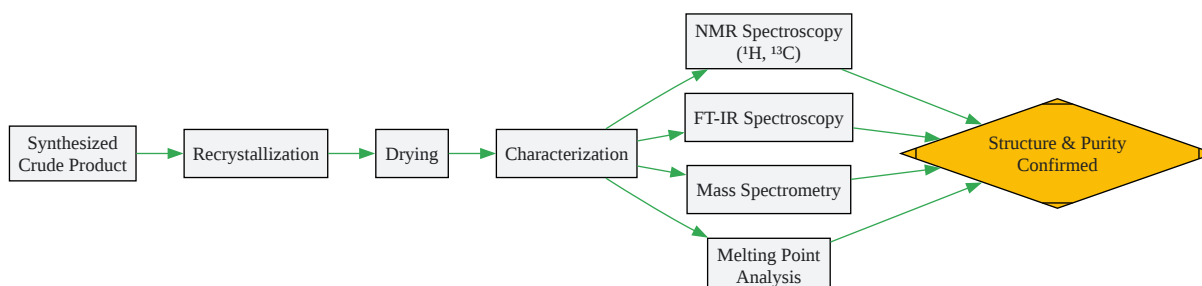 Synthesized
Crude Product
Recrystallization
Drying
Characterization
NMR Spectroscopy
(¹H, ¹³C)
FT-IR Spectroscopy
Mass Spectrometry
Melting Point
Analysis
Structure & Purity
Confirmed